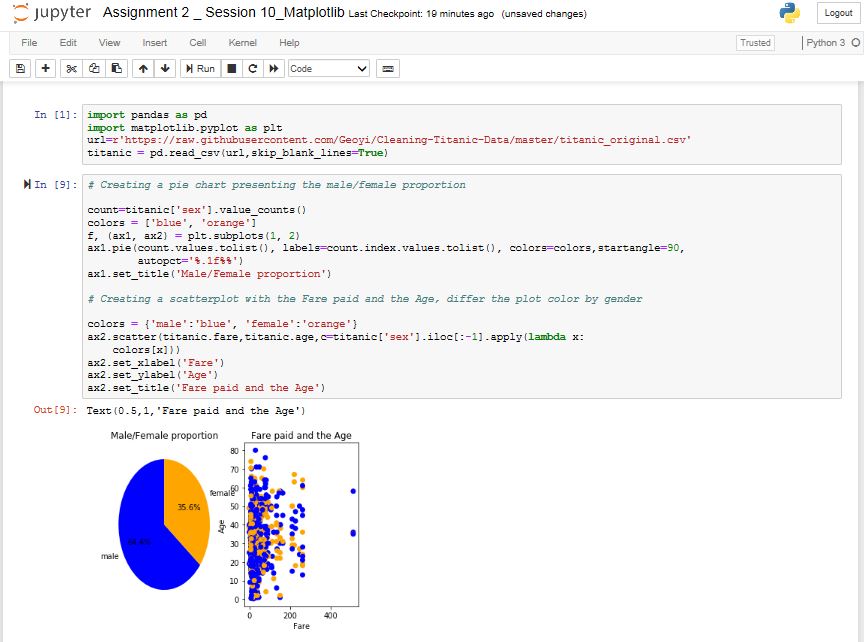 jupyter Assignment 2 _ Session 10_Matplotlib Last Checkpoint: 19 minutes ago (unsaved changes)
Logout
File Edit View Insert Cell Kernel Help
Trusted
Python 3
Run
Code
In [1]: import pandas as pd
import matplotlib.pyplot as plt
url=r'https://raw.githubusercontent.com/Geoyi/Cleaning-Titanic-Data/master/titanic_original.csv'
titanic = pd.read_csv(url,skip_blank_lines=True)
In [9]: # Creating a pie chart presenting the male/female proportion
count=titanic['sex'].value_counts()
colors = ['blue', 'orange']
f, (ax1, ax2) = plt.subplots(1, 2)
ax1.pie(count.values.tolist(), labels=count.index.values.tolist(), colors=colors,startangle=90,
autopct='%.1f%%')
ax1.set_title('Male/Female proportion')
# Creating a scatterplot with the Fare paid and the Age, differ the plot color by gender
colors = {'male':'blue', 'female':'orange'}
ax2.scatter(titanic.fare,titanic.age,c=titanic['sex'].iloc[:-1].apply(lambda x:
colors[x]))
ax2.set_xlabel('Fare')
ax2.set_ylabel('Age')
ax2.set_title('Fare paid and the Age')
Out[9]: Text(0.5,1,'Fare paid and the Age')
Male/Female proportion
female
35.6%
64.4%
male
Fare paid and the Age
80
70
60
50
40
30
20
10
0
Age
0 200 400
Fare